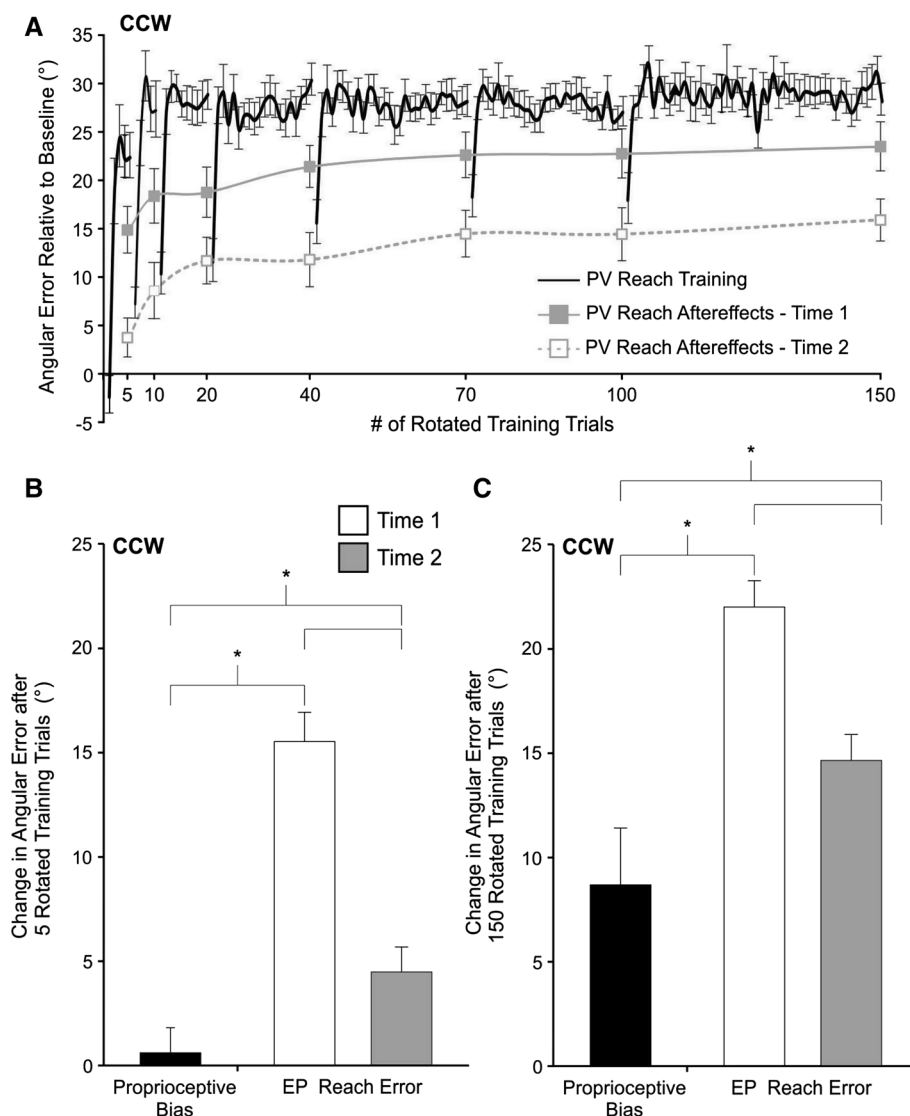 A
CCW
Angular Error Relative to Baseline (°)
35
30
25
20
15
10
5
0
-5
5 10 20 40 70 100 150
# of Rotated Training Trials
PV Reach Training
PV Reach Aftereffects - Time 1
PV Reach Aftereffects - Time 2
B
CCW
Time 1
Time 2
Change in Angular Error after
5 Rotated Training Trials (°)
25
20
15
10
5
0
*
*
Proprioceptive
Bias
EP Reach Error
C
CCW
Change in Angular Error after
150 Rotated Training Trials (°)
25
20
15
10
5
0
*
*
Proprioceptive
Bias
EP Reach Error